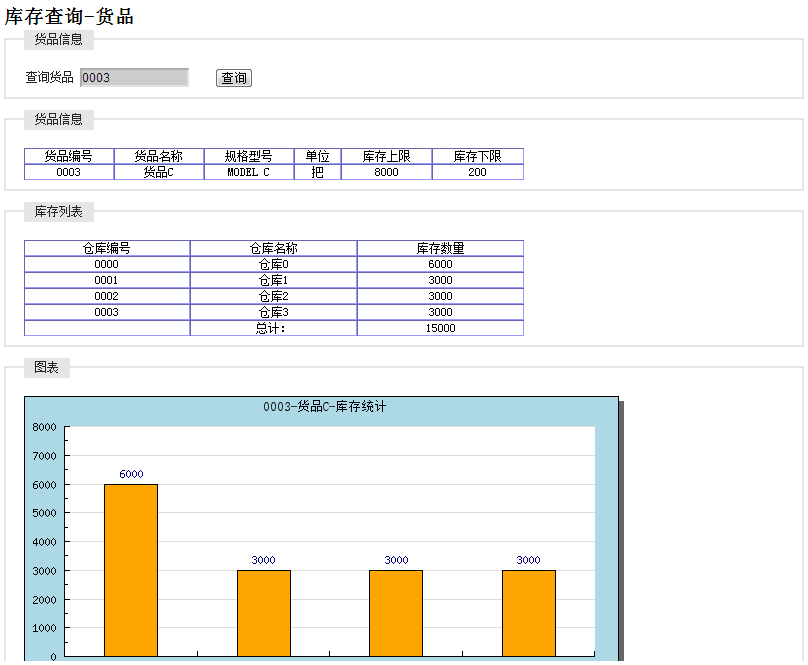 库存查询-货品
货品信息
查询货品 0003 查询
货品信息
货品编号 货品名称 规格型号 单位 库存上限 库存下限
0003 货品C MODEL C 把 8000 200
库存列表
仓库编号 仓库名称 库存数量
0000 仓库0 6000
0001 仓库1 3000
0002 仓库2 3000
0003 仓库3 3000
总计: 15000
图表
0003-货品C-库存统计
8000
7000
6000
6000
5000
4000
3000 3000 3000
3000
2000
1000
0